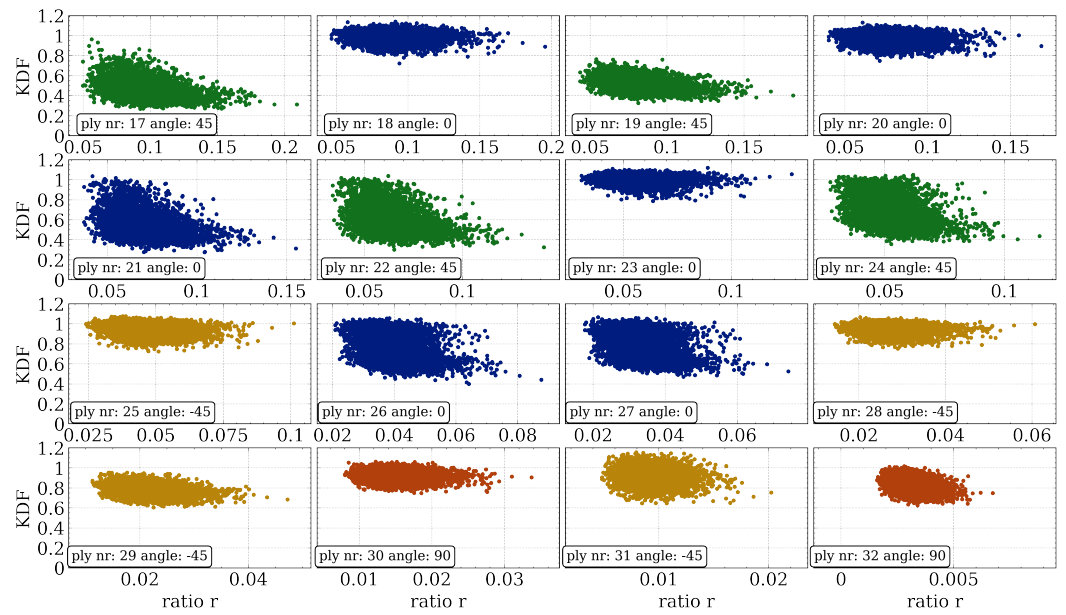 1.2
1
0.8
0.6
0.4
0.2
0
KDF
ply nr: 17 angle: 45
ply nr: 18 angle: 0
ply nr: 19 angle: 45
ply nr: 20 angle: 0
0.05 0.1 0.15 0.2
0.05 0.1 0.15 0.2
0.05 0.1 0.15
0.05 0.1 0.15
1.2
1
0.8
0.6
0.4
0.2
0
KDF
ply nr: 21 angle: 0
ply nr: 22 angle: 45
ply nr: 23 angle: 0
ply nr: 24 angle: 45
0.05 0.1 0.15
0.05 0.1
0.05 0.1
0.05 0.1
1.2
1
0.8
0.6
0.4
0.2
0
KDF
ply nr: 25 angle: -45
ply nr: 26 angle: 0
ply nr: 27 angle: 0
ply nr: 28 angle: -45
0.025 0.05 0.075 0.1
0.02 0.04 0.06 0.08
0.02 0.04 0.06
0.02 0.04 0.06
1.2
1
0.8
0.6
0.4
0.2
0
KDF
ply nr: 29 angle: -45
ply nr: 30 angle: 90
ply nr: 31 angle: -45
ply nr: 32 angle: 90
0.02 0.04
0.01 0.02 0.03
0.01 0.02
0 0.005
ratio r
ratio r
ratio r
ratio r